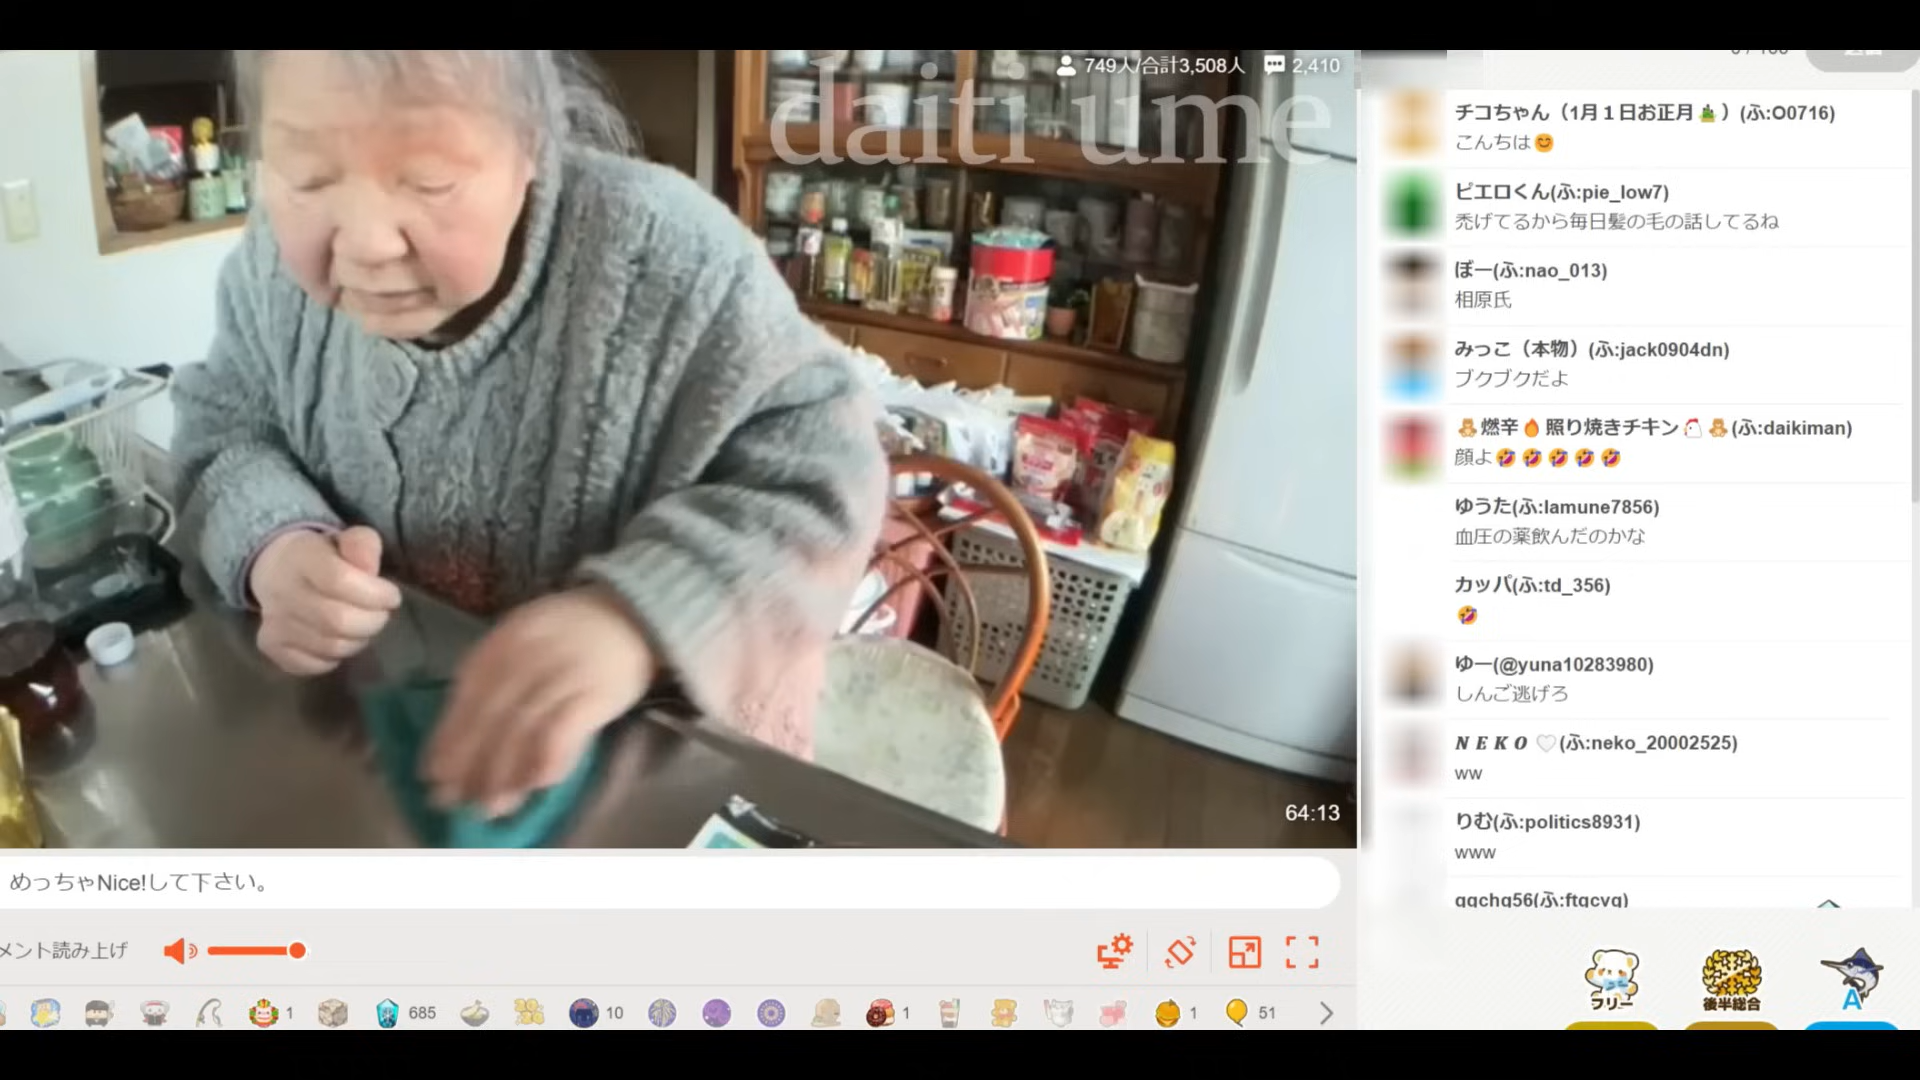 749人/合計3,508人 2,410
daiti ume
64:13
めっちゃNice!して下さい。
メント読み上げ
1
685
10
1
1
51
チコちゃん（1月１日お正月🎍）(ふ:O0716)
こんちは😊
ピエロくん(ふ:pie_low7)
禿げてるから毎日髪の毛の話してるね
ぼー(ふ:nao_013)
相原氏
みっこ（本物）(ふ:jack0904dn)
ブクブクだよ
🧸燃辛🔥照り焼きチキン🐔🧸(ふ:daikiman)
顔よ🤣🤣🤣🤣🤣
ゆうた(ふ:lamune7856)
血圧の薬飲んだのかな
カッパ(ふ:td_356)
🤣
ゆー(@yuna10283980)
しんご逃げろ
𝑵 𝑬 𝑲 𝑶 🤍(ふ:neko_20002525)
ww
りむ(ふ:politics8931)
www
qqchq56(ふ:ftgcvg)
フリー
後半総合
A